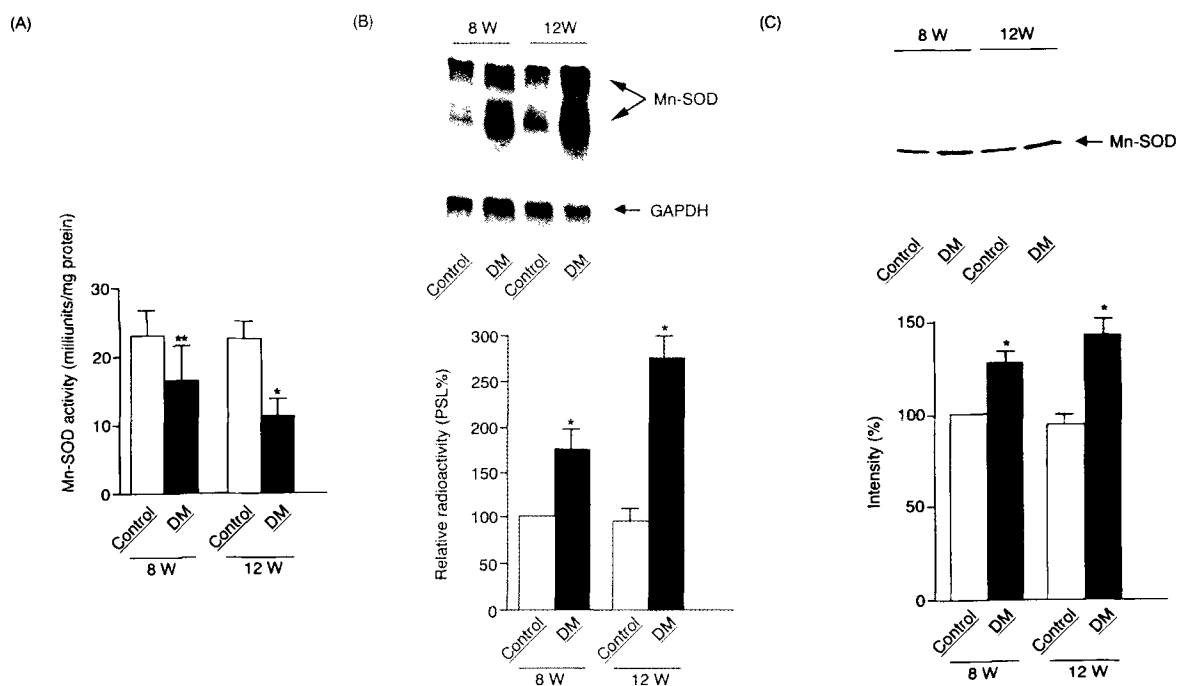 (A)
Mn-SOD activity (milliunits/mg protein)
30
20
10
0
**
*
Control
DM
Control
DM
8 W
12 W
(B)
8 W
12W
Mn-SOD
GAPDH
Control
DM
Control
DM
Relative radioactivity (PSL%)
300
250
200
150
100
50
0
*
*
Control
DM
Control
DM
8 W
12 W
(C)
8 W
12W
Mn-SOD
Control
DM
Control
DM
Intensity (%)
150
100
50
0
*
*
Control
DM
Control
DM
8 W
12 W